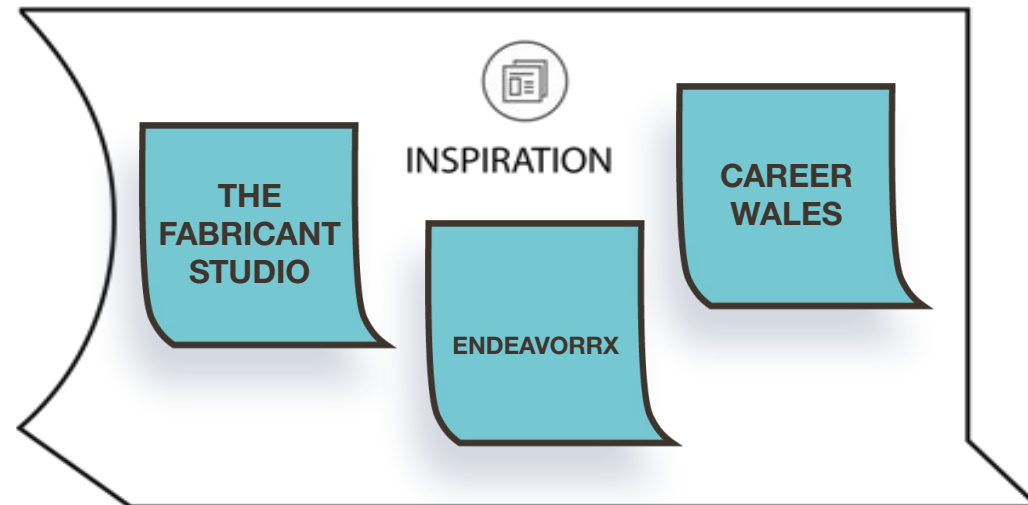 INSPIRATION
THE
FABRICANT
STUDIO
ENDEAVORRX
CAREER
WALES